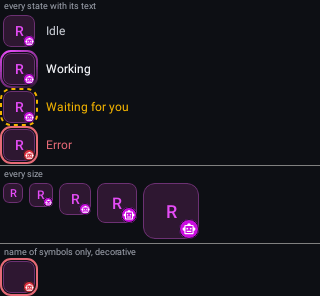 every state with its text
R Idle
R Working
R Waiting for you
R Error
every size
R R R R R
name of symbols only, decorative